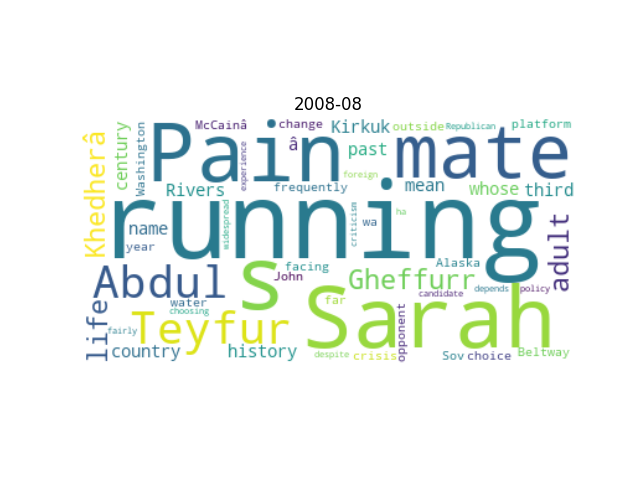 2008-08
McCainâ
change
Kirkuk
outside
Republican
platform
century
Washington
Pain
â
mate
Khedherâ
experience
past
foreign
Rivers
frequently
mean
whose
third
running
name
widespread
criticism
wa
ha
year
adult
Abdul
s
facing
John
Gheffurr
Alaska
candidate
depends
policy
life
water
choosing
far
Sarah
fairly
Teyfur
opponent
country
history
despite
crisis
Sov
choice
Beltway